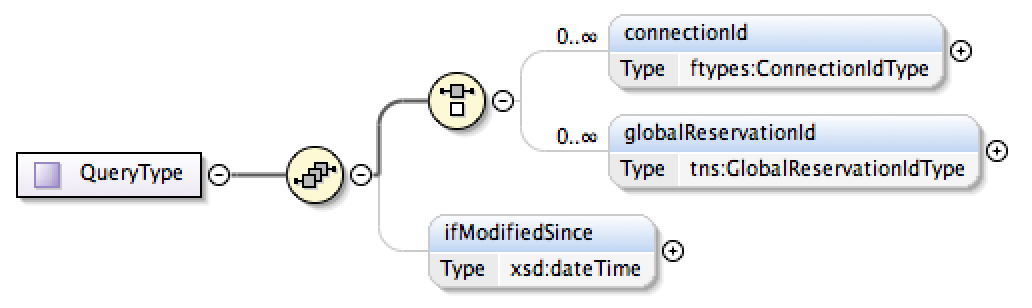 0..∞
connectionId
Type ftypes:ConnectionIdType
0..∞
globalReservationId
Type tns:GlobalReservationIdType
QueryType
ifModifiedSince
Type xsd:dateTime